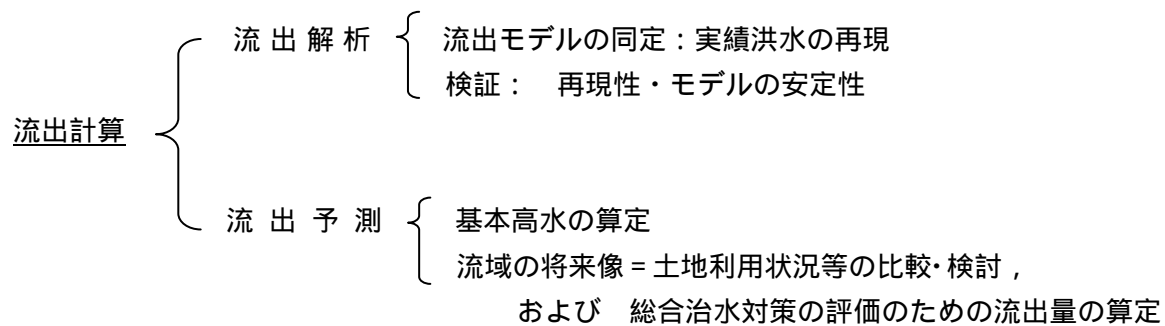 流出解析
流出モデルの同定：実績洪水の再現
検証：　再現性・モデルの安定性
流出計算
流出予測
基本高水の算定
流域の将来像＝土地利用状況等の比較・検討，
および　総合治水対策の評価のための流出量の算定